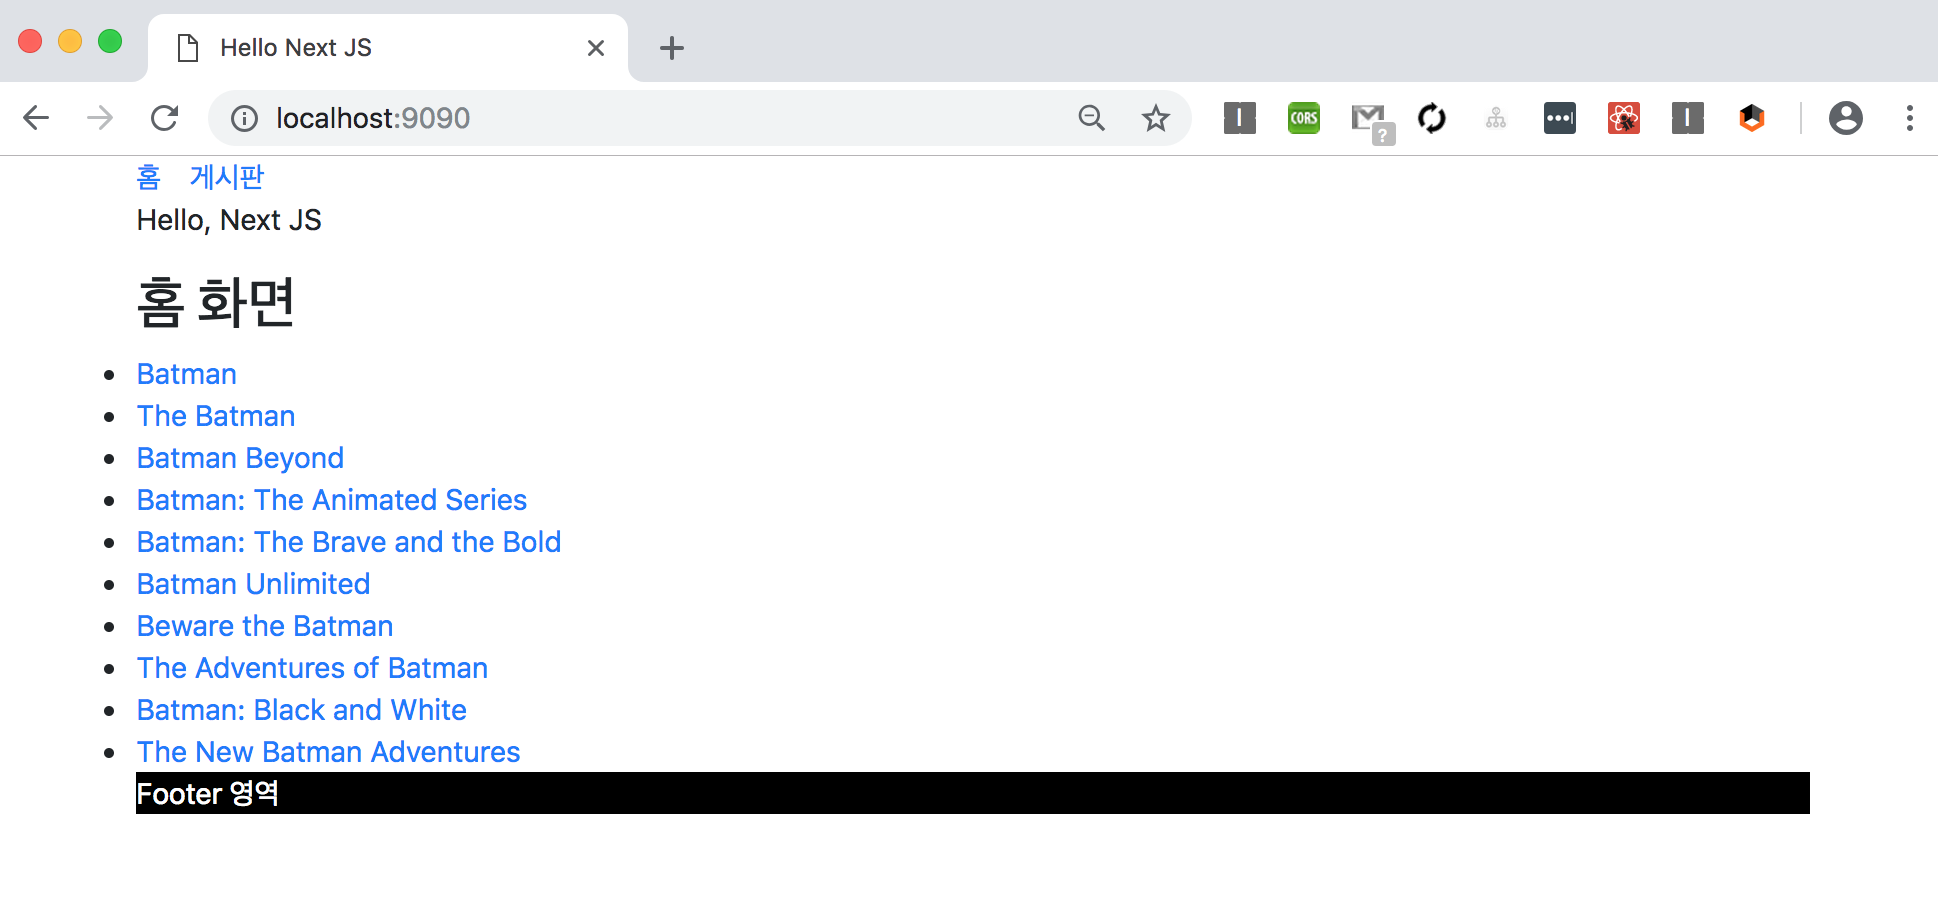 Hello Next JS
localhost:9090
CORS
?
홈 게시판
Hello, Next JS
홈 화면
Batman
The Batman
Batman Beyond
Batman: The Animated Series
Batman: The Brave and the Bold
Batman Unlimited
Beware the Batman
The Adventures of Batman
Batman: Black and White
The New Batman Adventures
Footer 영역